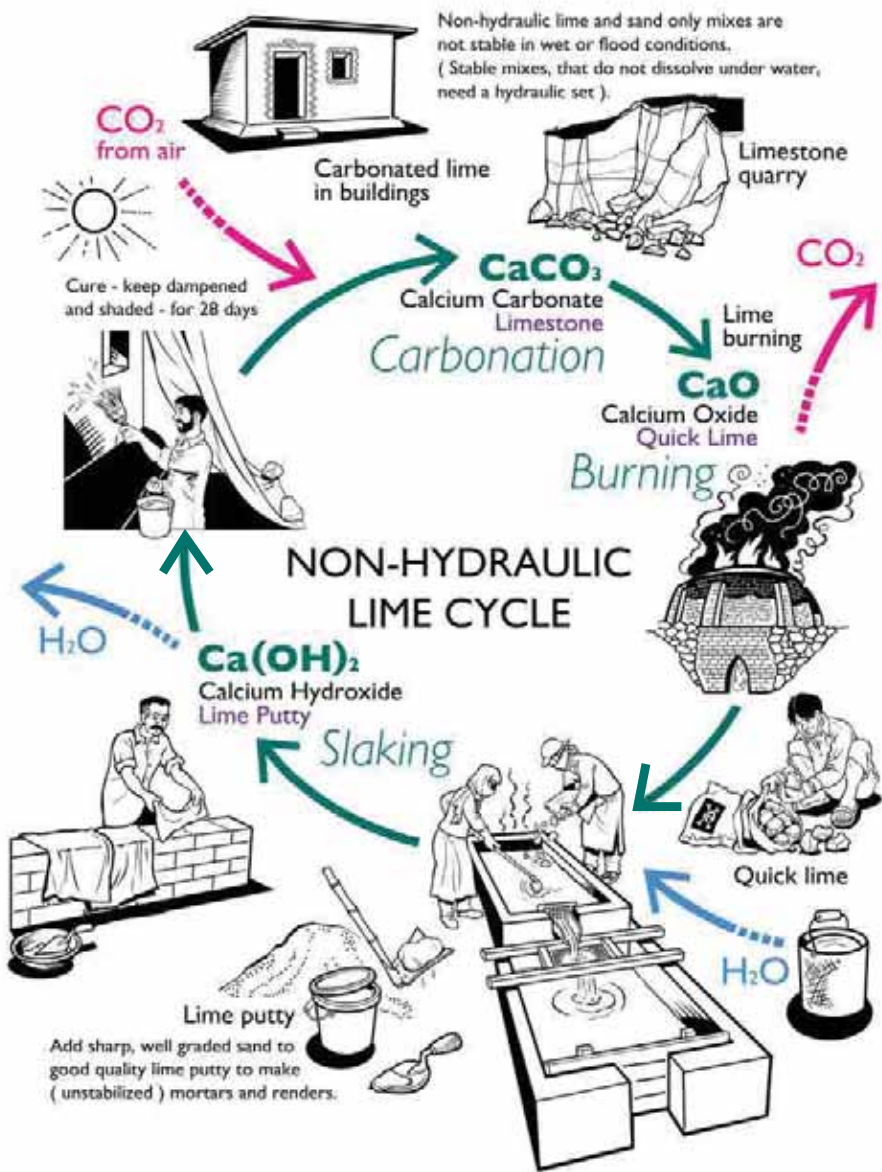 Non-hydraulic lime and sand only mixes are
not stable in wet or flood conditions.
( Stable mixes, that do not dissolve under water,
need a hydraulic set ).
CO₂
from air
Carbonated lime
in buildings
Limestone
quarry
Cure - keep dampened
and shaded - for 28 days
CaCO₃
Calcium Carbonate
Limestone
Carbonation
CO₂
Lime
burning
CaO
Calcium Oxide
Quick Lime
Burning
NON-HYDRAULIC
LIME CYCLE
H₂O
Ca(OH)₂
Calcium Hydroxide
Lime Putty
Slaking
Quick lime
H₂O
Lime putty
Add sharp, well graded sand to
good quality lime putty to make
( unstabilized ) mortars and renders.